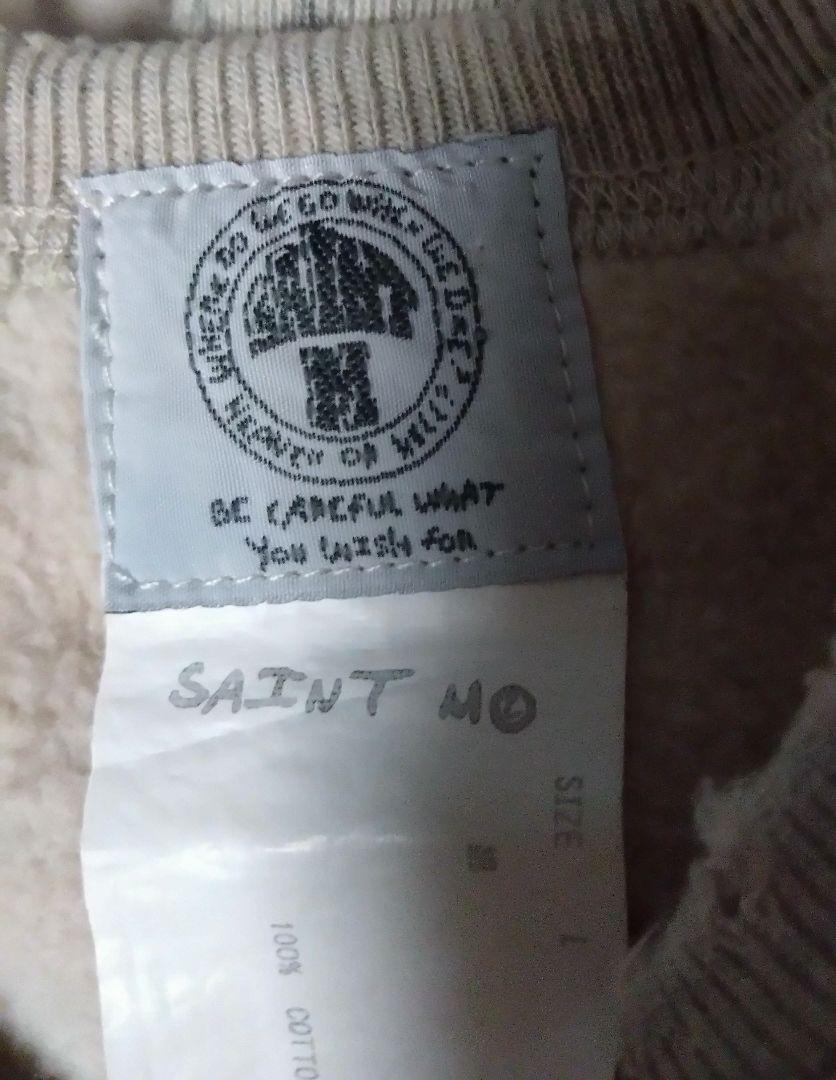 WHERE DO WE GO WHEN WE DIE? HEAVEN OR HELL?
SAINT
M
BE CAREFUL WHAT
You WISH foR
SAINT M
SIZE
M
100% COTTO